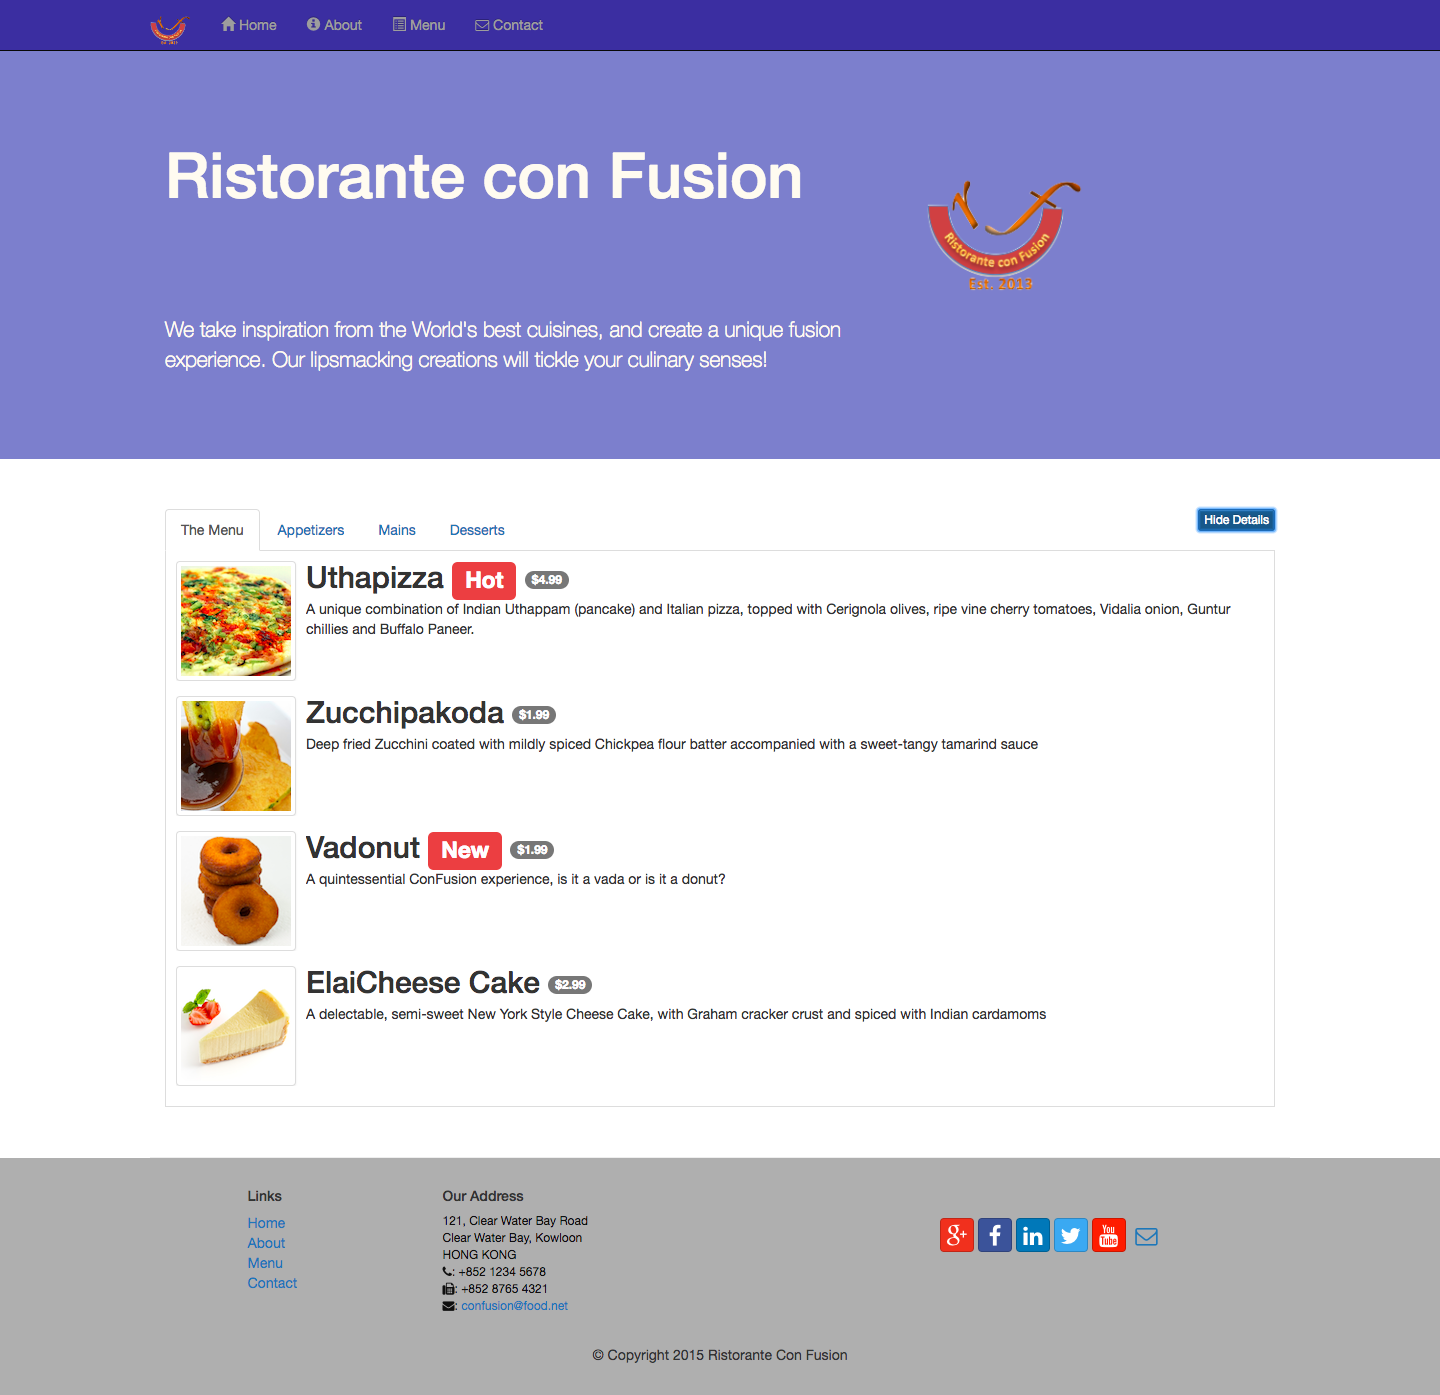 Home
About
Menu
Contact
Ristorante con Fusion
Ristorante con Fusion
Est. 2013
We take inspiration from the World's best cuisines, and create a unique fusion
experience. Our lipsmacking creations will tickle your culinary senses!
The Menu
Appetizers
Mains
Desserts
Hide Details
Uthapizza Hot $4.99
A unique combination of Indian Uthappam (pancake) and Italian pizza, topped with Cerignola olives, ripe vine cherry tomatoes, Vidalia onion, Guntur
chillies and Buffalo Paneer.
Zucchipakoda $1.99
Deep fried Zucchini coated with mildly spiced Chickpea flour batter accompanied with a sweet-tangy tamarind sauce
Vadonut New $1.99
A quintessential ConFusion experience, is it a vada or is it a donut?
ElaiCheese Cake $2.99
A delectable, semi-sweet New York Style Cheese Cake, with Graham cracker crust and spiced with Indian cardamoms
Links
Home
About
Menu
Contact
Our Address
121, Clear Water Bay Road
Clear Water Bay, Kowloon
HONG KONG
: +852 1234 5678
: +852 8765 4321
: confusion@food.net
g+
f
in
You
Tube
© Copyright 2015 Ristorante Con Fusion